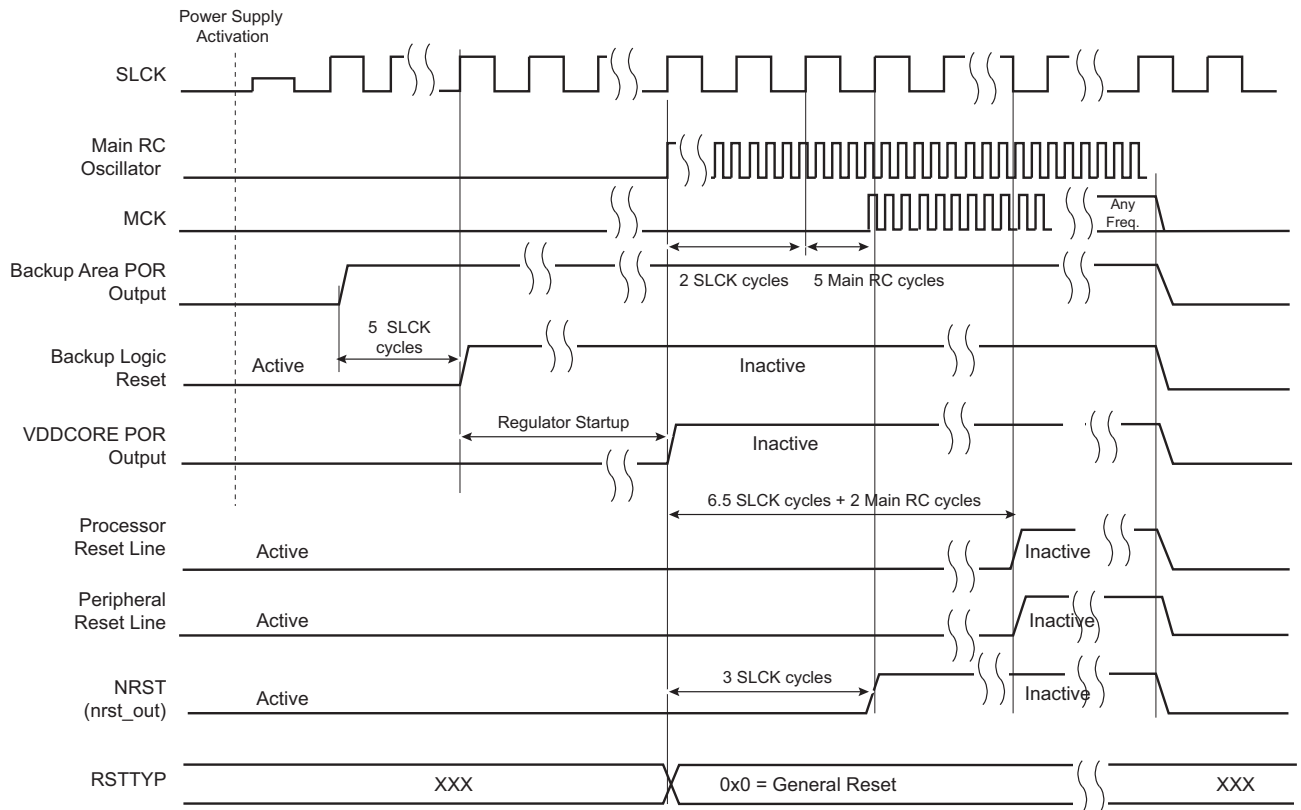 Power Supply
Activation
SLCK
Main RC
Oscillator
MCK
Any
Freq.
2 SLCK cycles
5 Main RC cycles
Backup Area POR
Output
5 SLCK
cycles
Backup Logic
Reset
Active
Inactive
Regulator Startup
VDDCORE POR
Output
Inactive
6.5 SLCK cycles + 2 Main RC cycles
Processor
Reset Line
Active
Inactive
Peripheral
Reset Line
Active
Inactive
3 SLCK cycles
NRST
(nrst_out)
Active
Inactive
RSTTYP
XXX
0x0 = General Reset
XXX